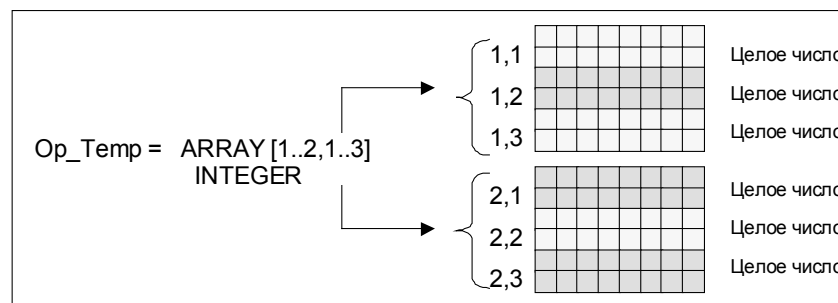 1,1 Целое число
1,2 Целое число
1,3 Целое число
Op_Temp = ARRAY [1..2,1..3]
INTEGER
2,1 Целое число
2,2 Целое число
2,3 Целое число